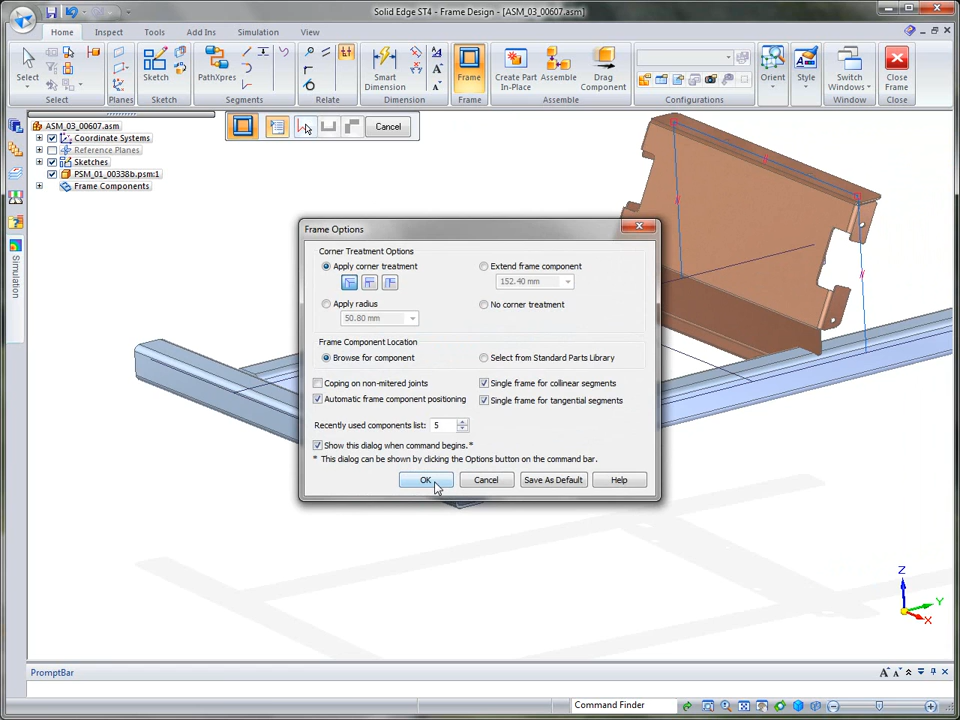 Solid Edge ST4 - Frame Design - [ASM_03_00607.asm]
Home
Inspect
Tools
Add Ins
Simulation
View
Select
Sketch
PathXpres
Smart
Dimension
Frame
Create Part
In-Place
Assemble
Drag
Component
Orient
Style
Switch
Windows
Close
Frame
Select
Planes
Sketch
Segments
Relate
Dimension
Frame
Assemble
Configurations
Window
Close
Cancel
ASM_03_00607.asm
Coordinate Systems
Reference Planes
Sketches
PSM_01_00338b.psm:1
Frame Components
Simulation
Frame Options
Corner Treatment Options
Apply corner treatment
Extend frame component
152.40 mm
Apply radius
No corner treatment
50.80 mm
Frame Component Location
Browse for component
Select from Standard Parts Library
Coping on non-mitered joints
Single frame for collinear segments
Automatic frame component positioning
Single frame for tangential segments
Recently used components list:
5
Show this dialog when command begins.*
* This dialog can be shown by clicking the Options button on the command bar.
OK
Cancel
Save As Default
Help
Z
Y
X
PromptBar
Command Finder